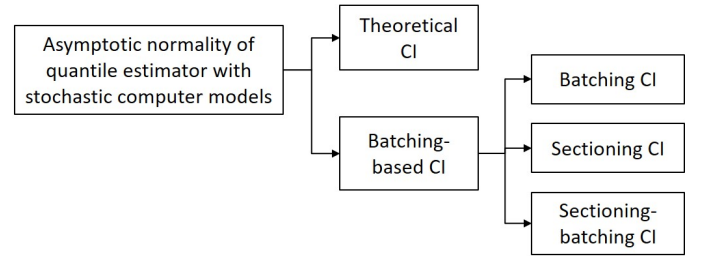 Asymptotic normality of
quantile estimator with
stochastic computer models
Theoretical
CI
Batching-
based CI
Batching CI
Sectioning CI
Sectioning-
batching CI